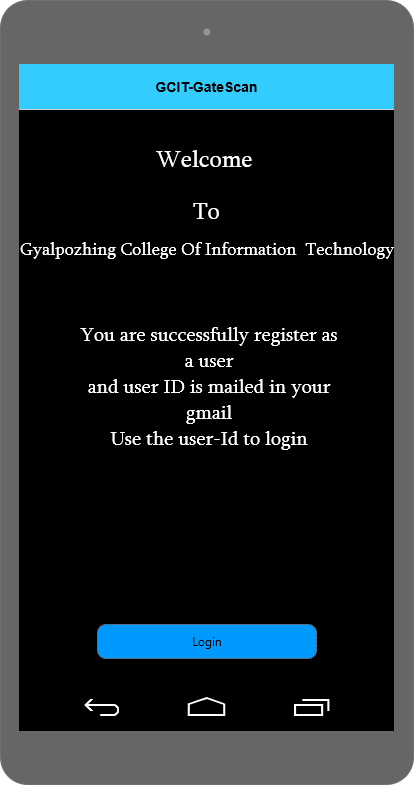 GCIT-GateScan
Welcome
To
Gyalpozhing College Of Information  Technology
You are successfully register as
a user
and user ID is mailed in your
gmail
Use the user-Id to login
Login